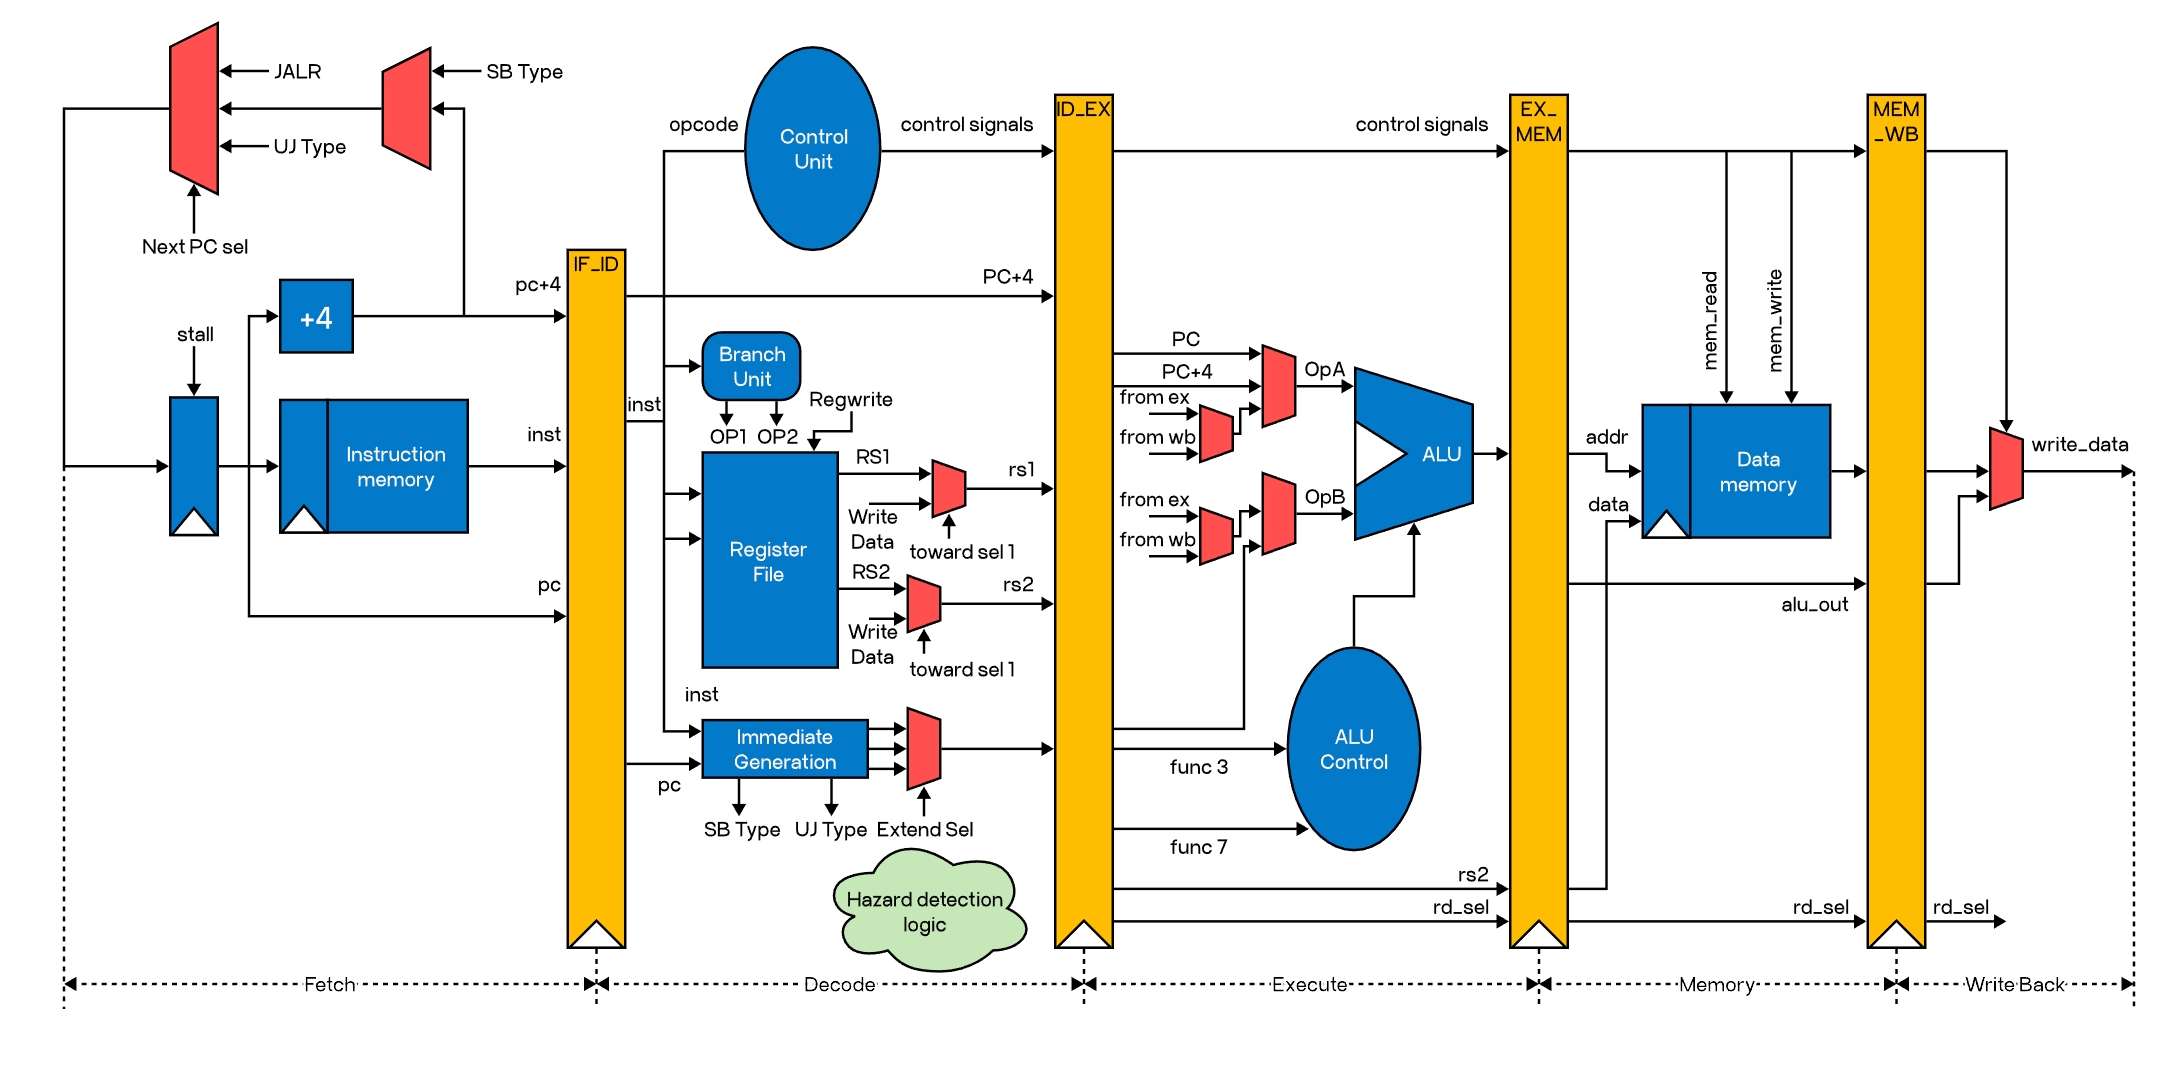 JALR
SB Type
UJ Type
Next PC sel
stall
+4
pc+4
Instruction
memory
inst
pc
IF_ID
opcode
Control
Unit
control signals
PC+4
Branch
Unit
inst
OP1
OP2
Regwrite
Register
File
RS1
rs1
Write
Data
toward sel 1
RS2
rs2
Write
Data
toward sel 1
inst
Immediate
Generation
pc
SB Type
UJ Type
Extend Sel
Hazard detection
logic
ID_EX
control signals
PC
PC+4
from ex
from wb
OpA
from ex
from wb
OpB
ALU
ALU
Control
func 3
func 7
rs2
rd_sel
EX_
MEM
mem_read
mem_write
addr
data
Data
memory
alu_out
rd_sel
MEM
_WB
write_data
rd_sel
Fetch
Decode
Execute
Memory
Write Back